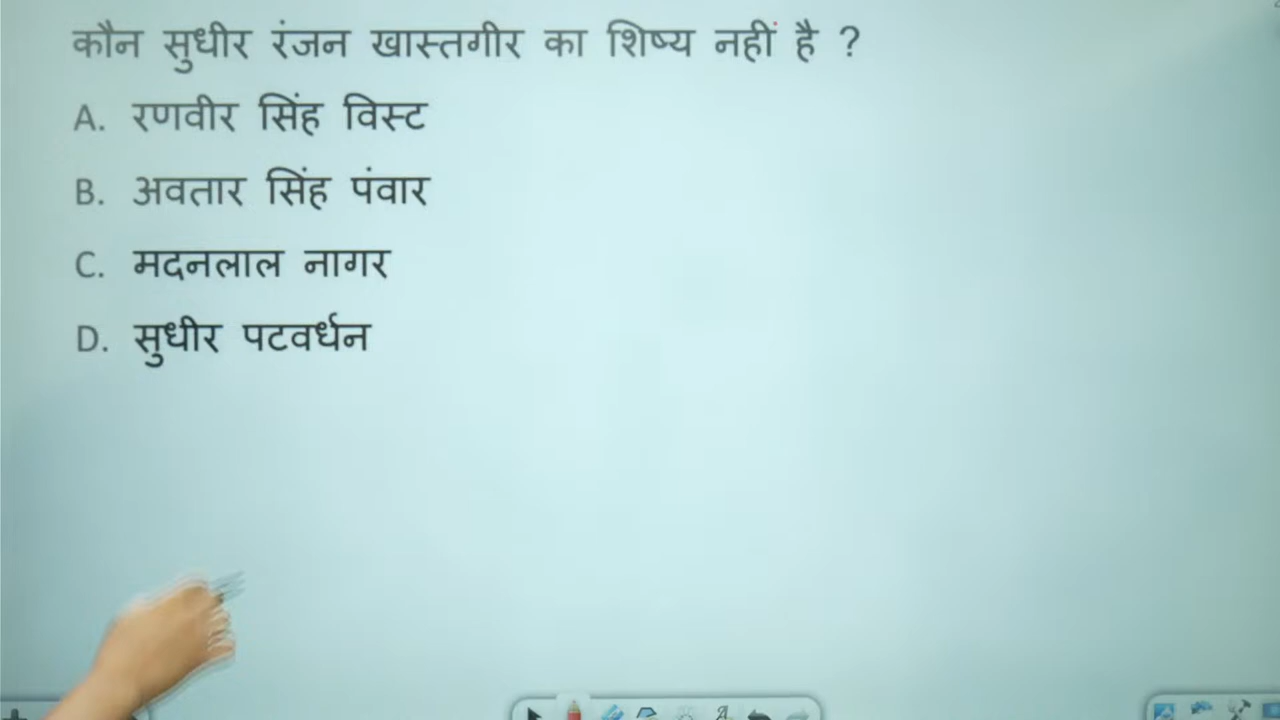 कौन सुधीर रंजन खास्तगीर का शिष्य नहीं है ?
A. रणवीर सिंह विस्ट
B. अवतार सिंह पंवार
C. मदनलाल नागर
D. सुधीर पटवर्धन